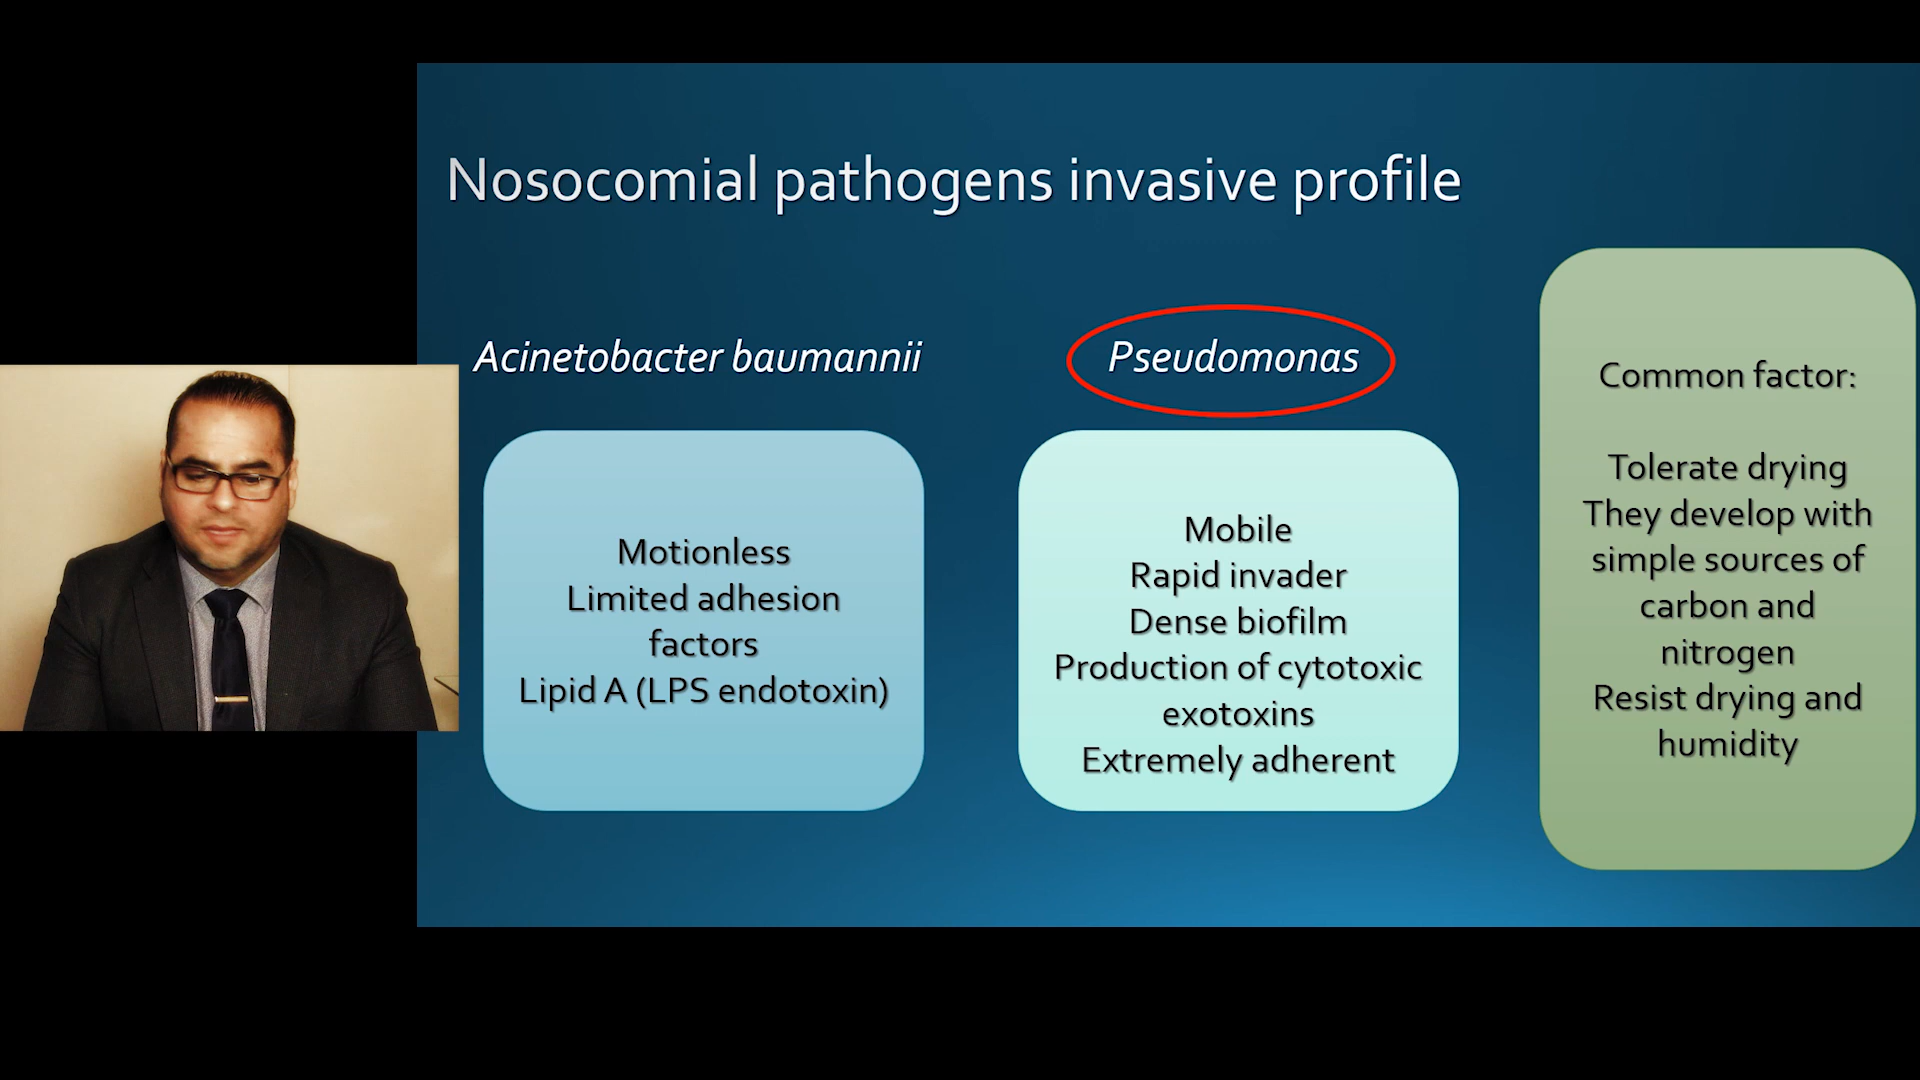 Nosocomial pathogens invasive profile
Acinetobacter baumannii
Motionless
Limited adhesion
factors
Lipid A (LPS endotoxin)
Pseudomonas
Mobile
Rapid invader
Dense biofilm
Production of cytotoxic
exotoxins
Extremely adherent
Common factor:
Tolerate drying
They develop with
simple sources of
carbon and
nitrogen
Resist drying and
humidity